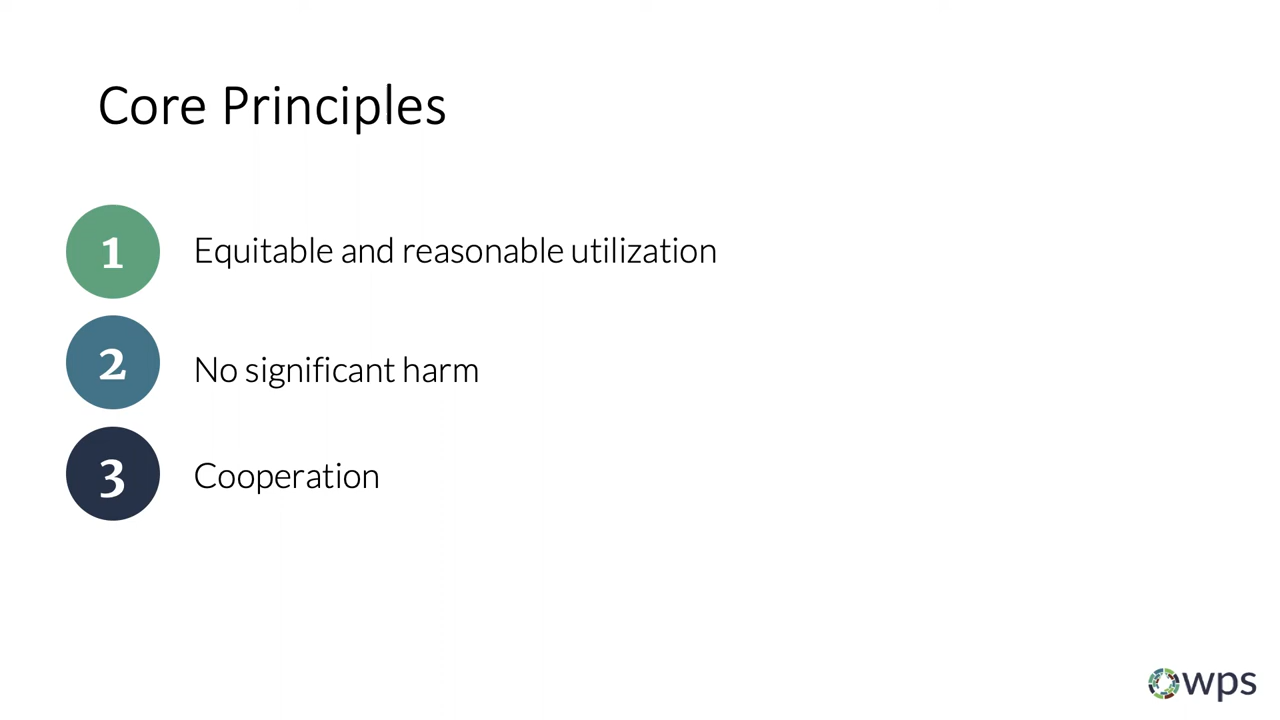 Core Principles
1 Equitable and reasonable utilization
2 No significant harm
3 Cooperation
wps